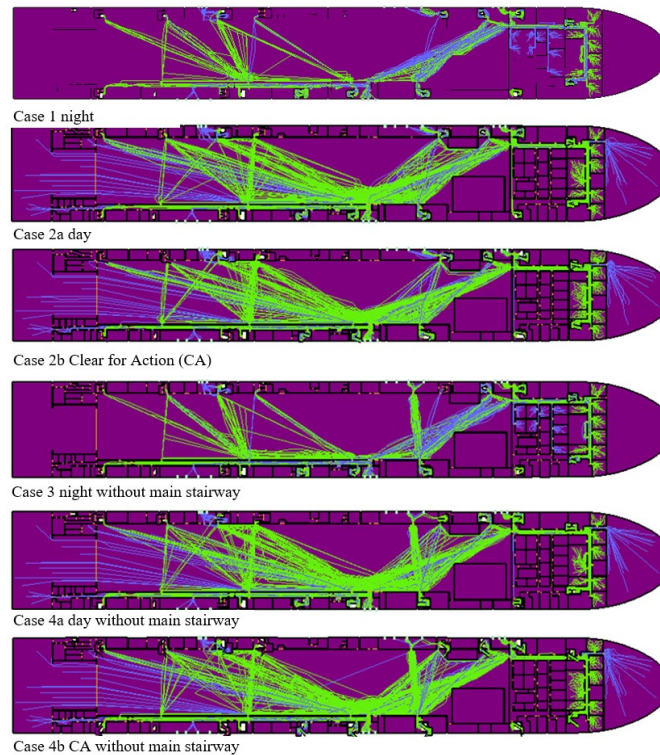 Case 1 night
Case 2a day
Case 2b Clear for Action (CA)
Case 3 night without main stairway
Case 4a day without main stairway
Case 4b CA without main stairway